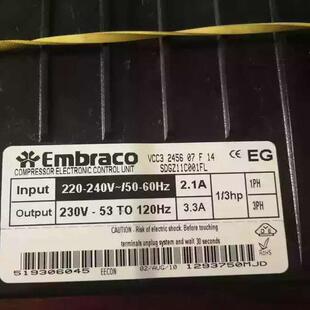 Embraco
COMPRESSOR ELECTRONIC CONTROL UNIT
VCC3 2456 07 F 14
SDGZ11C001FL
CE EG
Input 220-240V~/50-60Hz 2.1A 1/3hp 1PH
Output 230V - 53 TO 120Hz 3.3A 3PH
CAUTION - Risk of electric shock. Before touching
terminals unplug system and wait 30 seconds
519306045 EECON 02/AUG/10 1293750MJD